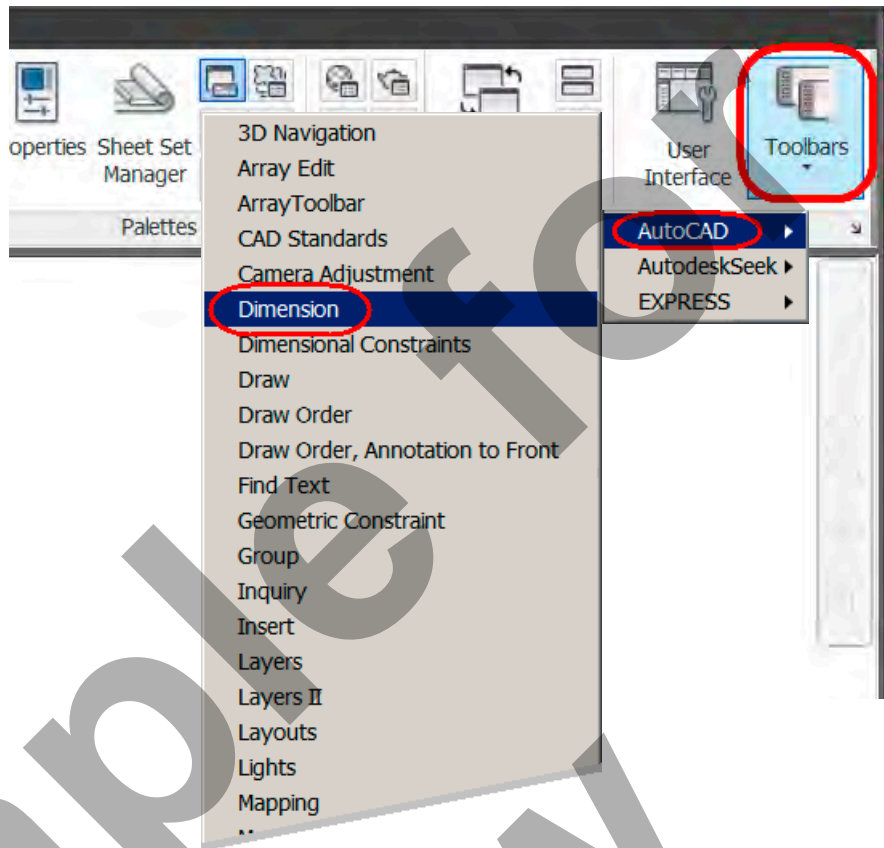 operties
Sheet Set
Manager
Palettes
User
Interface
Toolbars
3D Navigation
Array Edit
ArrayToolbar
CAD Standards
Camera Adjustment
Dimension
Dimensional Constraints
Draw
Draw Order
Draw Order, Annotation to Front
Find Text
Geometric Constraint
Group
Inquiry
Insert
Layers
Layers II
Layouts
Lights
Mapping
AutoCAD
AutodeskSeek
EXPRESS
ple for